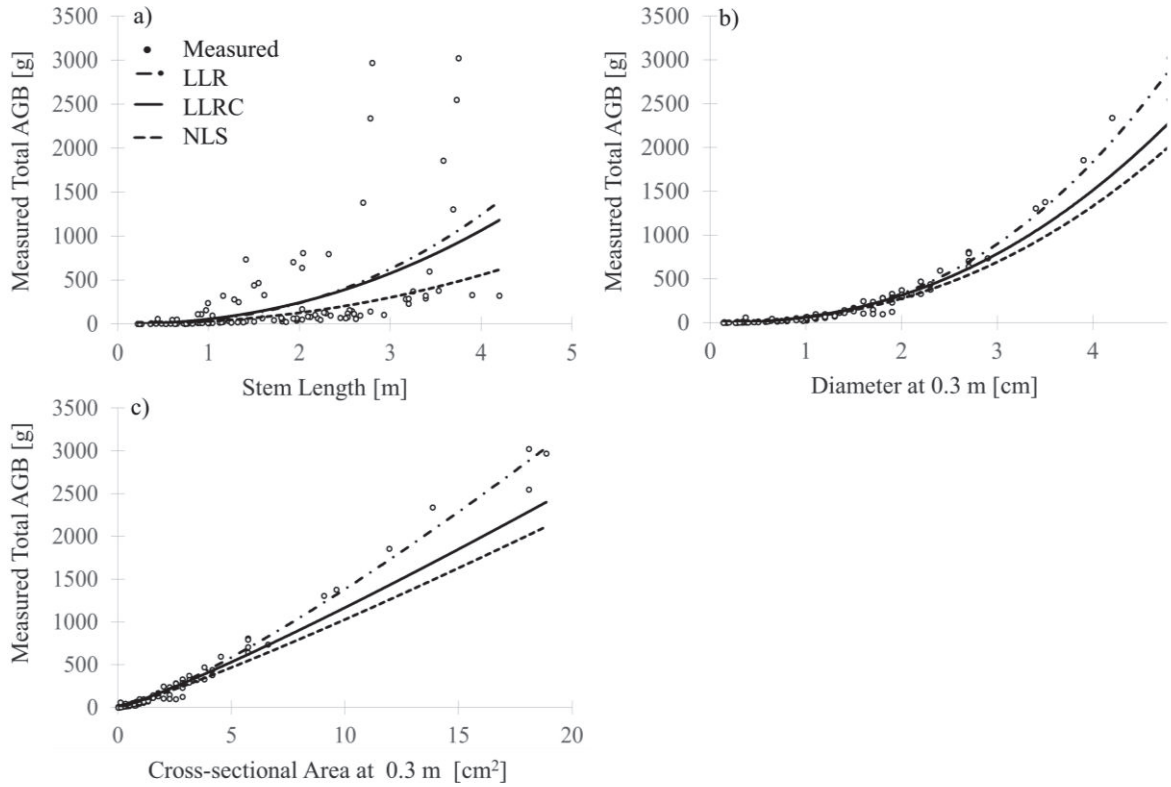 a)
Measured Total AGB [g]
3500
3000
2500
2000
1500
1000
500
0
Measured
LLR
LLRC
NLS
0 1 2 3 4 5
Stem Length [m]
b)
Measured Total AGB [g]
3500
3000
2500
2000
1500
1000
500
0
0 1 2 3 4
Diameter at 0.3 m [cm]
c)
Measured Total AGB [g]
3500
3000
2500
2000
1500
1000
500
0
0 5 10 15 20
Cross-sectional Area at 0.3 m [cm²]